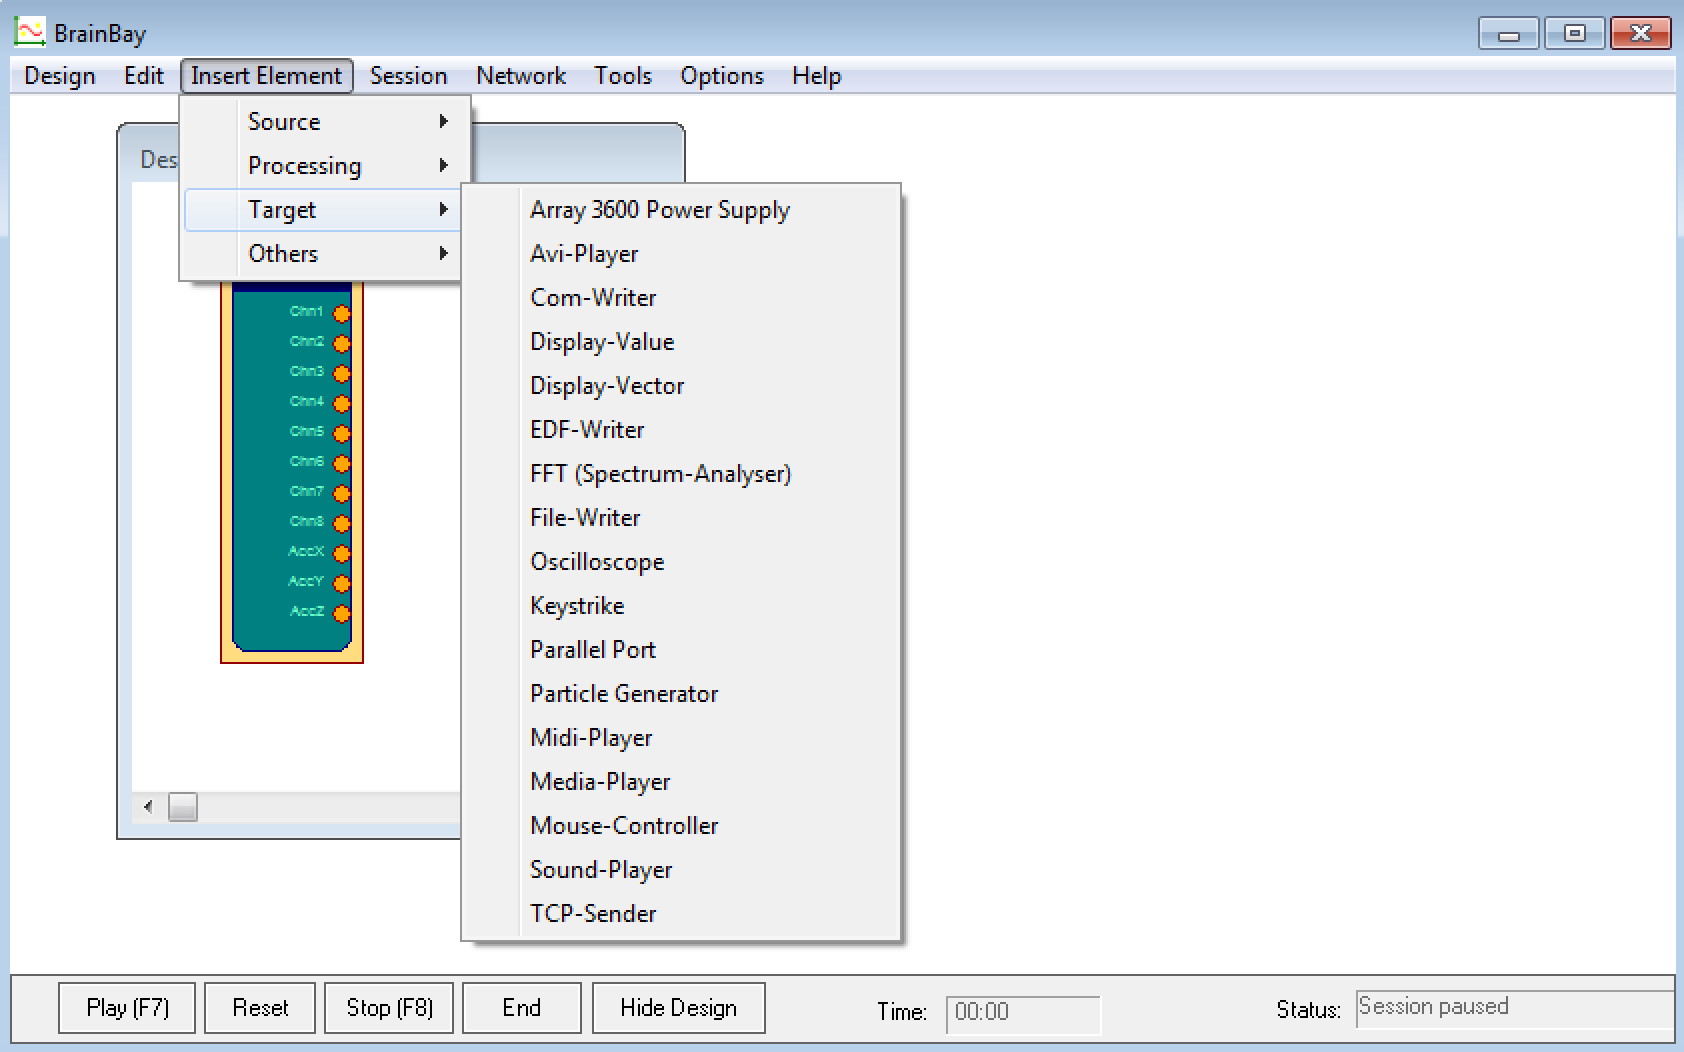 BrainBay
Design Edit Insert Element Session Network Tools Options Help
Source
Processing
Target
Others
Des
Array 3600 Power Supply
Avi-Player
Com-Writer
Display-Value
Display-Vector
EDF-Writer
FFT (Spectrum-Analyser)
File-Writer
Oscilloscope
Keystrike
Parallel Port
Particle Generator
Midi-Player
Media-Player
Mouse-Controller
Sound-Player
TCP-Sender
Chn1
Chn2
Chn3
Chn4
Chn5
Chn6
Chn7
Chn8
AccX
AccY
AccZ
Play (F7) Reset Stop (F8) End Hide Design Time: 00:00 Status: Session paused